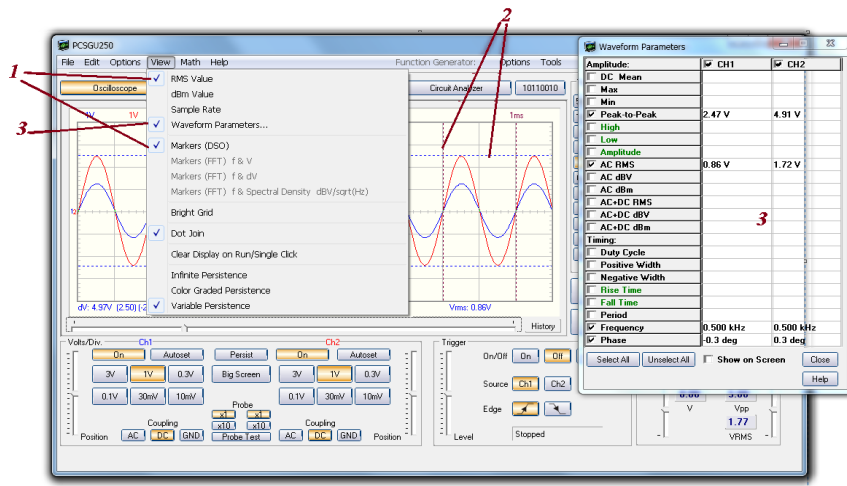 2
PCSGU250
File Edit Options View Math Help Function Generator: Options Tools
1
Oscilloscope
Circuit Analyzer
10110010
1V 1V
1ms
3
RMS Value
dBm Value
Sample Rate
Waveform Parameters...
Markers (DSO)
Markers (FFT) f & V
Markers (FFT) f & dV
Markers (FFT) f & Spectral Density dBV/sqrt(Hz)
Bright Grid
Dot Join
Clear Display on Run/Single Click
Infinite Persistence
Color Graded Persistence
Variable Persistence
12
dV: 4.97V (2.50) (-2
Vrms: 0.86V
History
Waveform Parameters
Amplitude: CH1 CH2
DC Mean
Max
Min
Peak-to-Peak 2.47 V 4.91 V
High
Low
Amplitude
AC RMS 0.86 V 1.72 V
AC dBV
AC dBm
AC+DC RMS
AC+DC dBV
AC+DC dBm
3
Timing:
Duty Cycle
Positive Width
Negative Width
Rise Time
Fall Time
Period
Frequency 0.500 kHz 0.500 kHz
Phase -0.3 deg 0.3 deg
Select All Unselect All Show on Screen Close
Help
Volts/Div. Ch1 Ch2
On Autoset Persist On Autoset
3V 1V 0.3V Big Screen 3V 1V 0.3V
0.1V 30mV 10mV 0.1V 30mV 10mV
Probe
x1 x1
x10 x10
Probe Test
Coupling Coupling
Position AC DC GND AC DC GND Position
Trigger
On/Off On Off
Source Ch1 Ch2
Edge
Level Stopped
V Vpp
1.77
VRMS